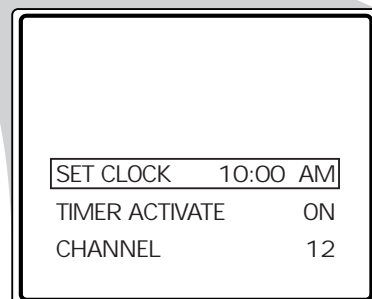 SET CLOCK 10:00 AM
TIMER ACTIVATE ON
CHANNEL 12